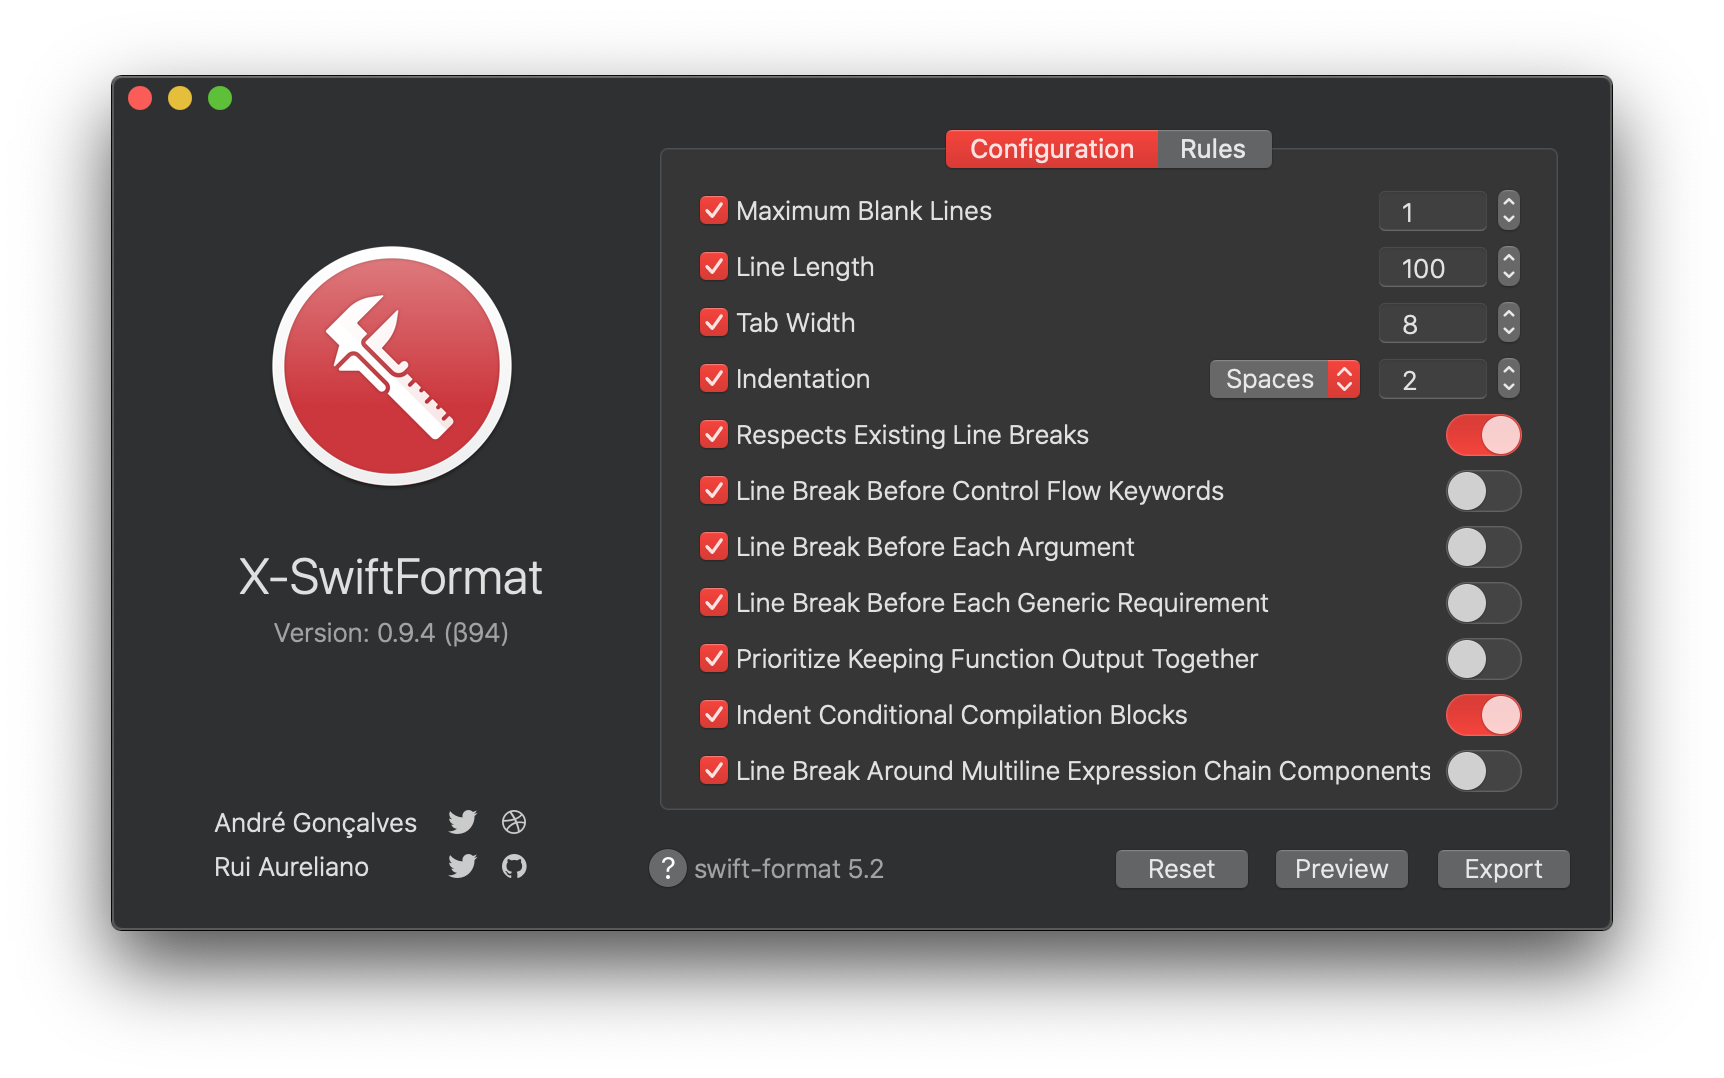 Configuration Rules
Maximum Blank Lines 1
Line Length 100
Tab Width 8
Indentation Spaces 2
Respects Existing Line Breaks
Line Break Before Control Flow Keywords
Line Break Before Each Argument
Line Break Before Each Generic Requirement
Prioritize Keeping Function Output Together
Indent Conditional Compilation Blocks
Line Break Around Multiline Expression Chain Components
X-SwiftFormat
Version: 0.9.4 (β94)
André Gonçalves
Rui Aureliano
? swift-format 5.2
Reset Preview Export